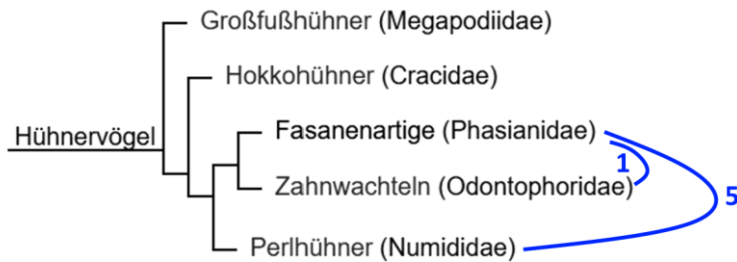 Großfußhühner (Megapodiidae)
Hokkohühner (Cracidae)
Hühnervögel
Fasanenartige (Phasianidae)
1
Zahnwachteln (Odontophoridae)
5
Perlhühner (Numididae)